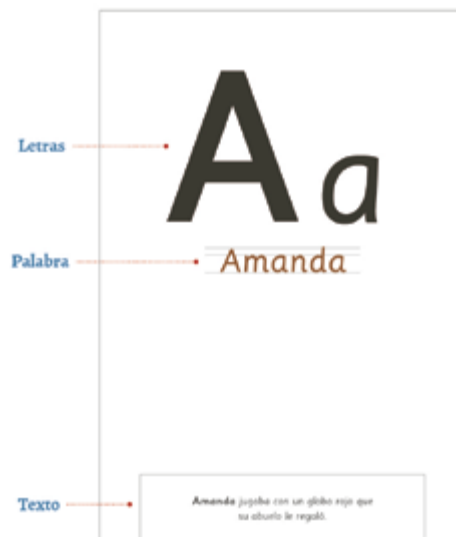 Letras
A a
Palabra
Amanda
Texto
Amanda jugaba con un globo rojo que
su abuelo le regaló.